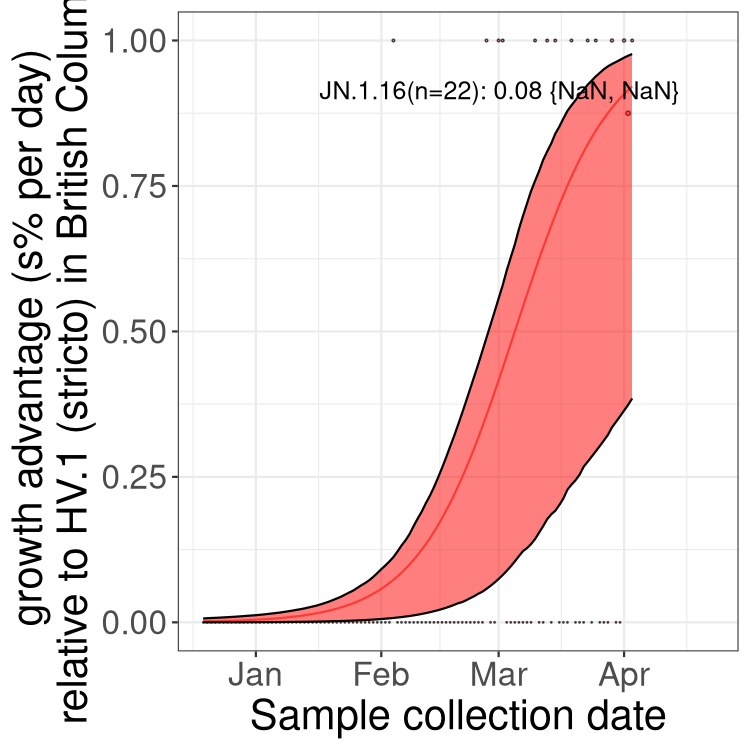 growth advantage (s% per day)
relative to HV.1 (stricto) in British Colum
1.00
0.75
0.50
0.25
0.00
JN.1.16(n=22): 0.08 {NaN, NaN}
Jan Feb Mar Apr
Sample collection date